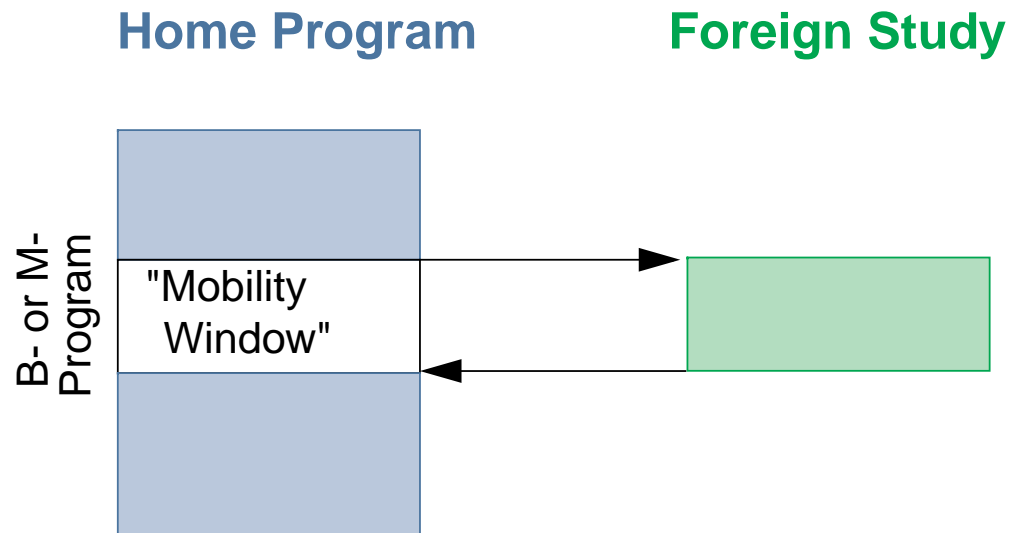 Home Program
Foreign Study
B- or M-
Program
"Mobility
Window"